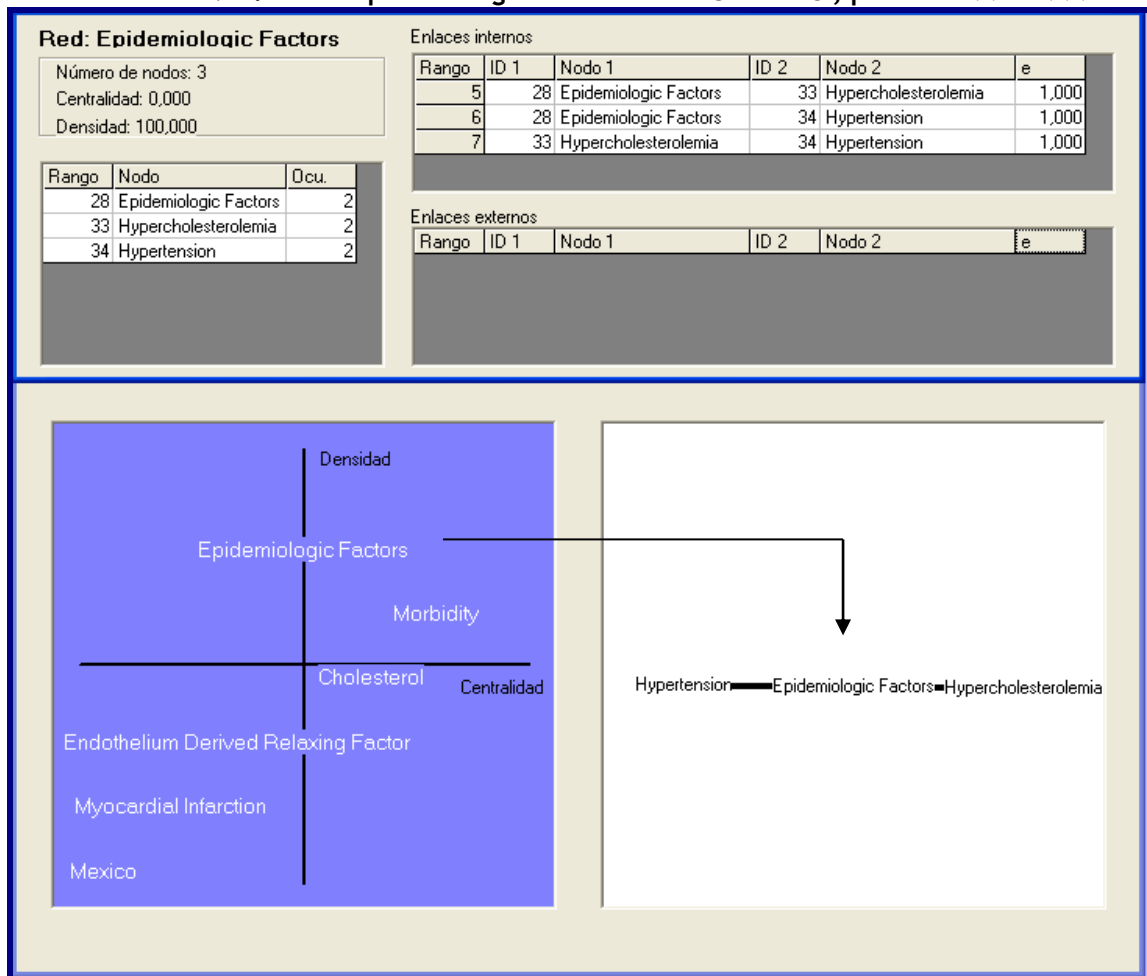 Red: Epidemiologic Factors
Número de nodos: 3
Centralidad: 0,000
Densidad: 100,000
Rango Nodo Ocu.
28 Epidemiologic Factors 2
33 Hypercholesterolemia 2
34 Hypertension 2
Enlaces internos
Rango ID 1 Nodo 1 ID 2 Nodo 2 e
5 28 Epidemiologic Factors 33 Hypercholesterolemia 1,000
6 28 Epidemiologic Factors 34 Hypertension 1,000
7 33 Hypercholesterolemia 34 Hypertension 1,000
Enlaces externos
Rango ID 1 Nodo 1 ID 2 Nodo 2 e
Densidad
Epidemiologic Factors
Morbidity
Cholesterol
Centralidad
Endothelium Derived Relaxing Factor
Myocardial Infarction
Mexico
Hypertension Epidemiologic Factors Hypercholesterolemia